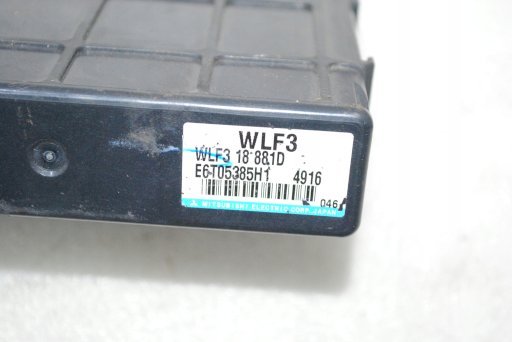 WLF3
WLF3 18 881D
E6T05385H1 4916
046
MITSUBISHI ELECTRIC CORP. JAPAN